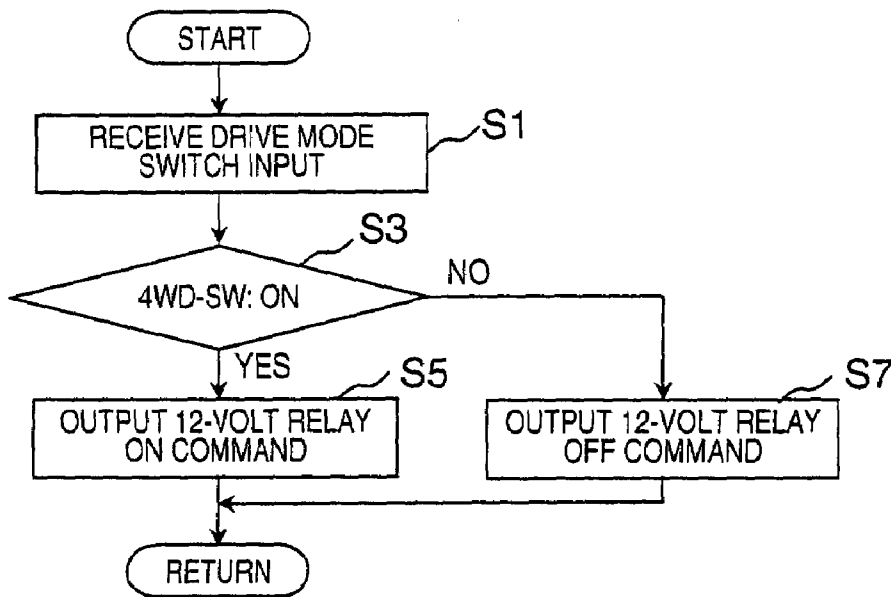 START
RECEIVE DRIVE MODE
SWITCH INPUT
S1
S3
4WD-SW: ON
NO
YES
S5
OUTPUT 12-VOLT RELAY
ON COMMAND
S7
OUTPUT 12-VOLT RELAY
OFF COMMAND
RETURN